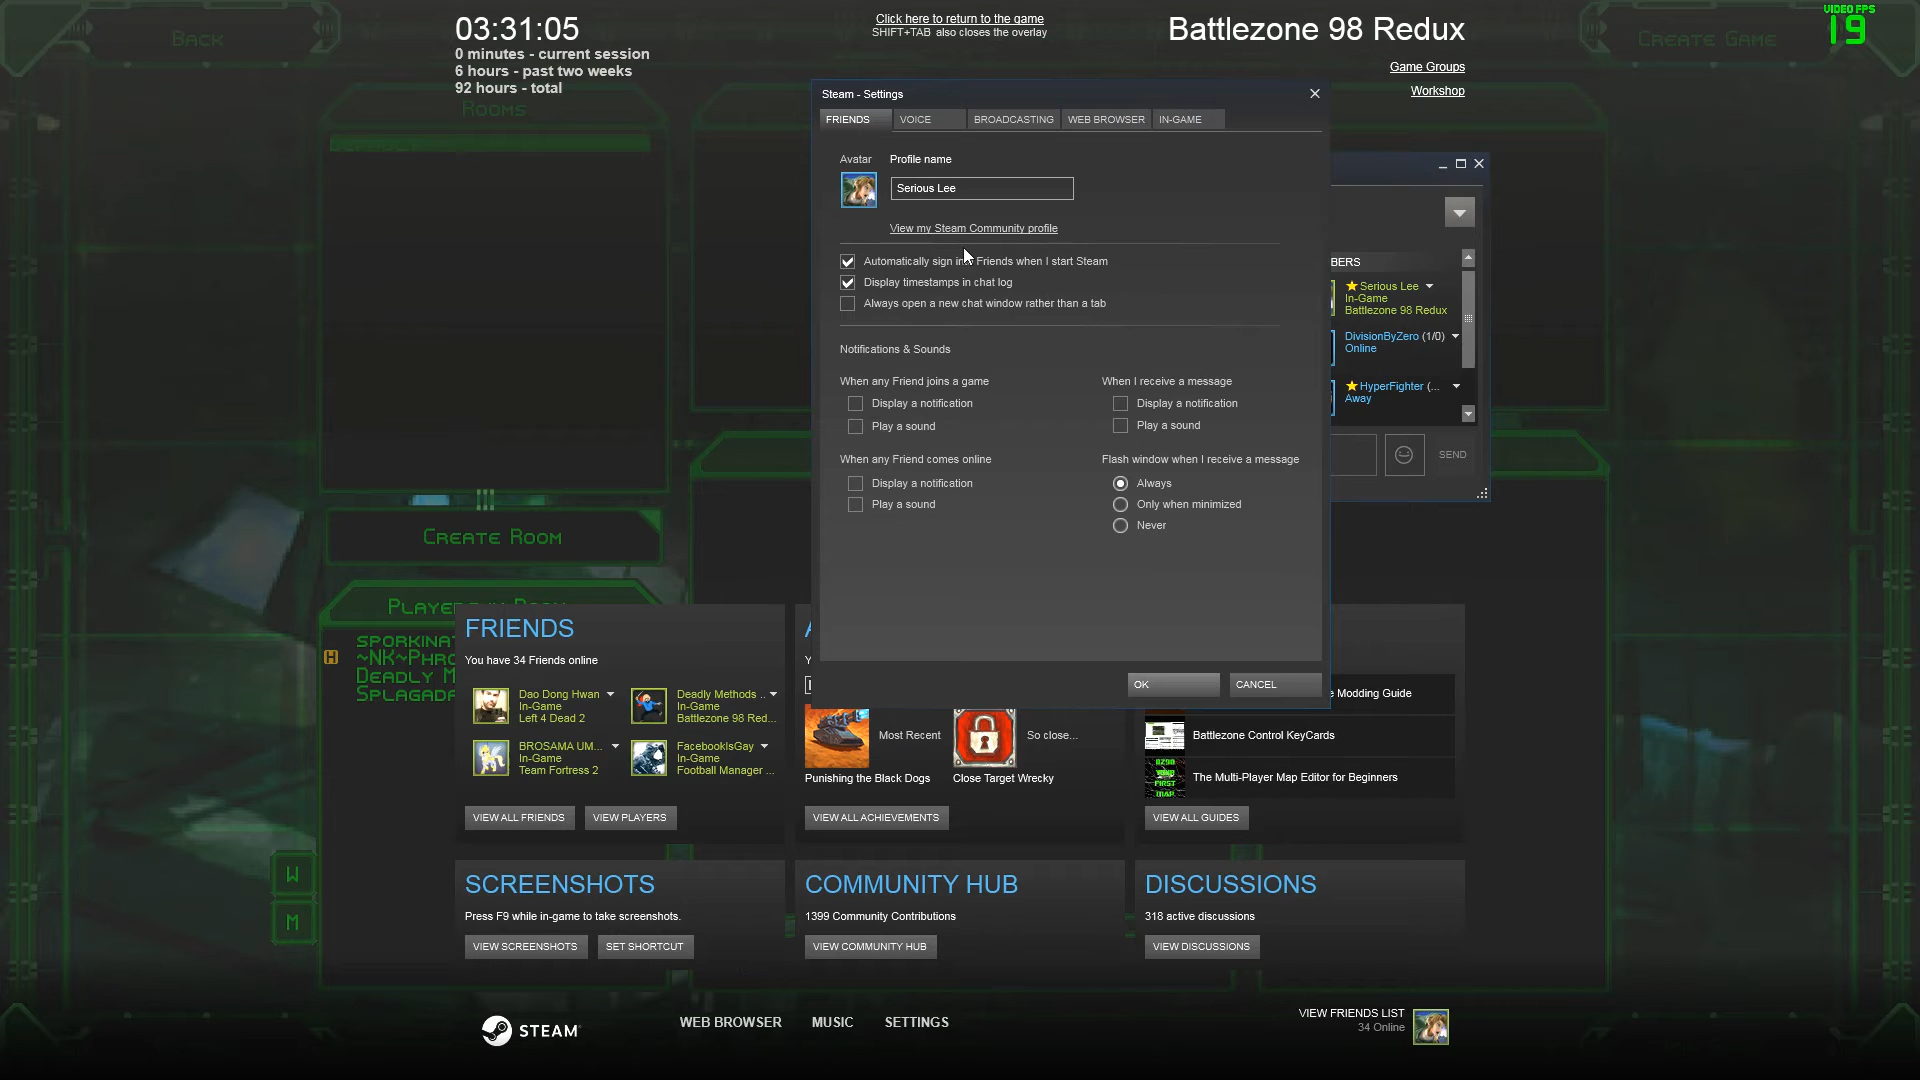 BACK
03:31:05
0 minutes - current session
6 hours - past two weeks
92 hours - total
Click here to return to the game
SHIFT+TAB also closes the overlay
Battlezone 98 Redux
Game Groups
Workshop
CREATE GAME
VIDEO FPS
19
ROOMS
Steam - Settings
FRIENDS
VOICE
BROADCASTING
WEB BROWSER
IN-GAME
Avatar
Profile name
Serious Lee
View my Steam Community profile
Automatically sign in Friends when I start Steam
Display timestamps in chat log
Always open a new chat window rather than a tab
Notifications & Sounds
When any Friend joins a game
Display a notification
Play a sound
When I receive a message
Display a notification
Play a sound
When any Friend comes online
Display a notification
Play a sound
Flash window when I receive a message
Always
Only when minimized
Never
OK
CANCEL
BERS
Serious Lee
In-Game
Battlezone 98 Redux
DivisionByZero (1/0)
Online
HyperFighter (...
Away
SEND
CREATE ROOM
PLAYERS
H
SPORKINA
~NK~PHRO
DEADLY M
SPLAGADA
FRIENDS
You have 34 Friends online
Dao Dong Hwan
In-Game
Left 4 Dead 2
Deadly Methods ..
In-Game
Battlezone 98 Red...
BROSAMA UM...
In-Game
Team Fortress 2
FacebookIsGay
In-Game
Football Manager ...
VIEW ALL FRIENDS
VIEW PLAYERS
Most Recent
Punishing the Black Dogs
So close...
Close Target Wrecky
VIEW ALL ACHIEVEMENTS
e Modding Guide
Battlezone Control KeyCards
BZ98
FIRST
MAP
The Multi-Player Map Editor for Beginners
VIEW ALL GUIDES
W
M
SCREENSHOTS
Press F9 while in-game to take screenshots.
VIEW SCREENSHOTS
SET SHORTCUT
COMMUNITY HUB
1399 Community Contributions
VIEW COMMUNITY HUB
DISCUSSIONS
318 active discussions
VIEW DISCUSSIONS
STEAM
WEB BROWSER
MUSIC
SETTINGS
VIEW FRIENDS LIST
34 Online